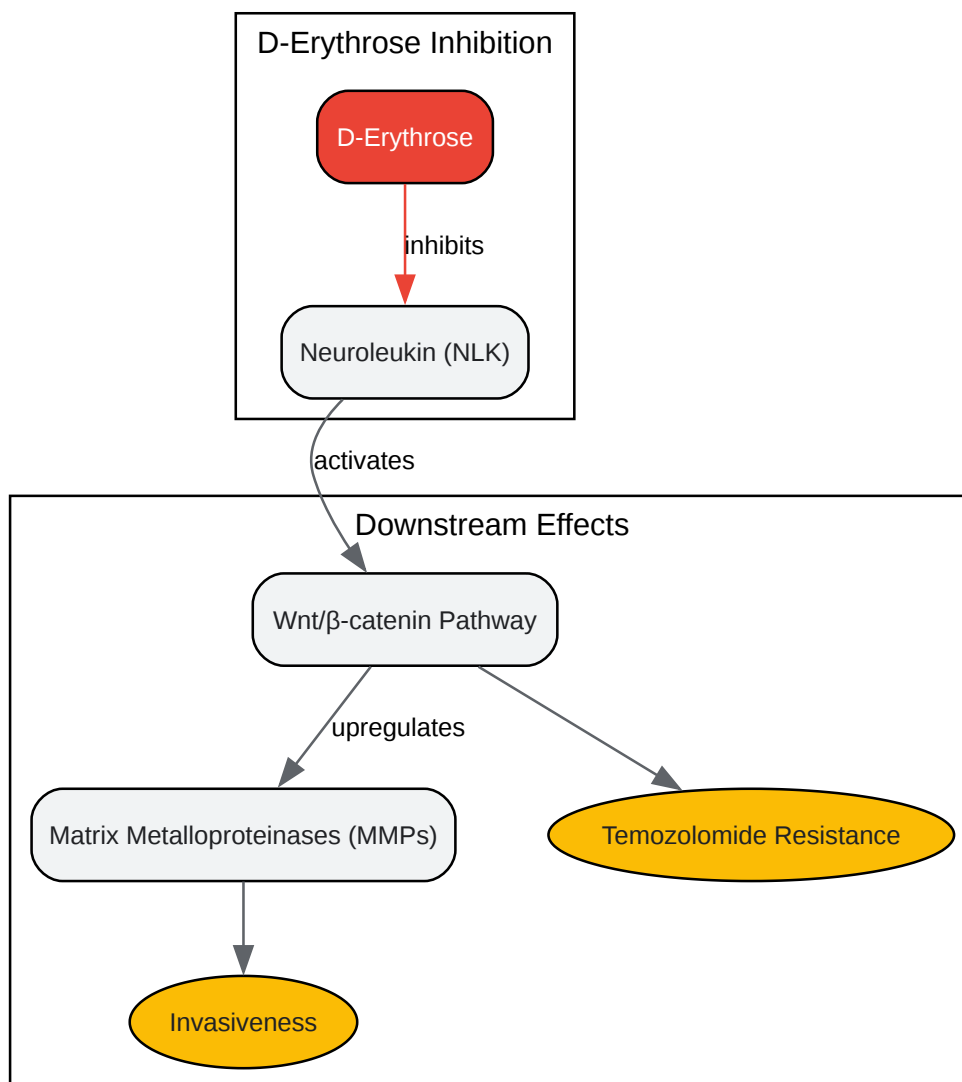 D-Erythrose Inhibition
D-Erythrose
inhibits
Neuroleukin (NLK)
activates
Downstream Effects
Wnt/β-catenin Pathway
upregulates
Matrix Metalloproteinases (MMPs)
Temozolomide Resistance
Invasiveness